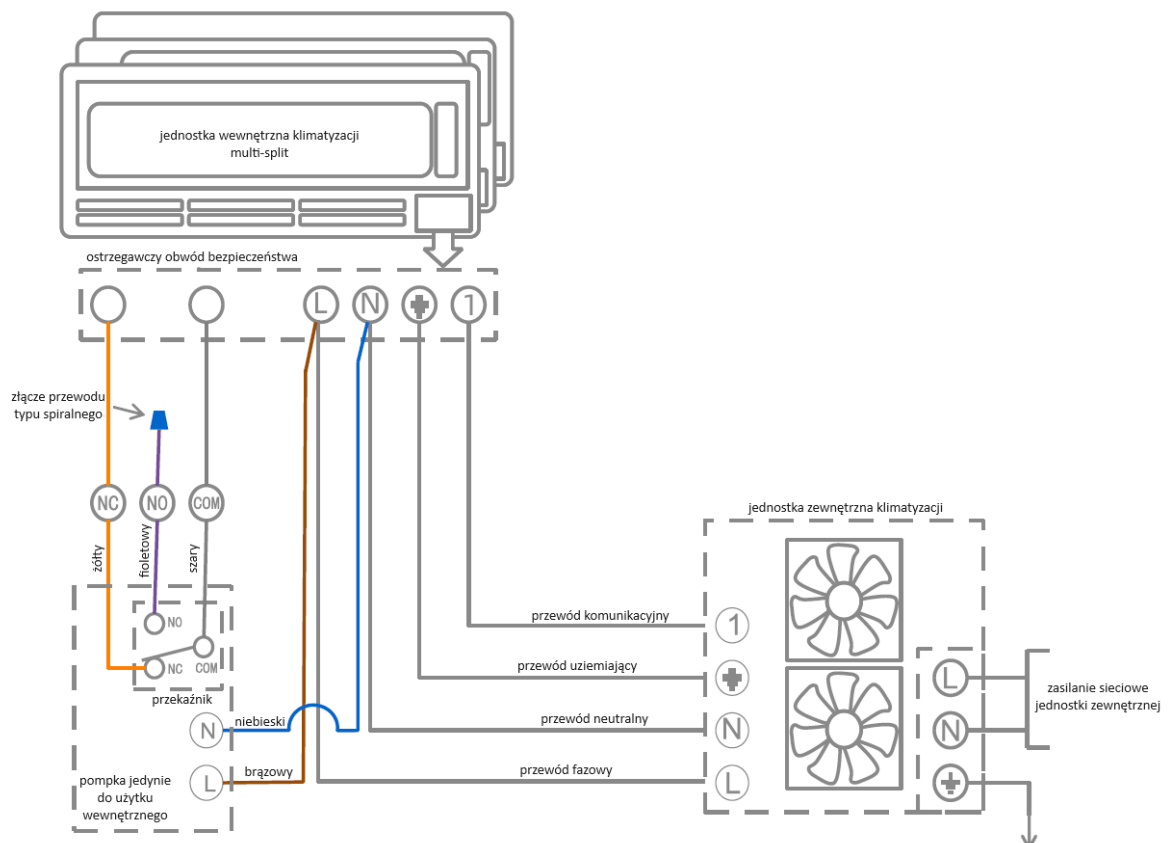 jednostka wewnętrzna klimatyzacji
multi-split
ostrzegawczy obwód bezpieczeństwa
L
N
1
złącze przewodu
typu spiralnego
NC
NO
COM
żółty
fioletowy
szary
NO
NC
COM
przekaźnik
N
niebieski
L
brązowy
pompka jedynie
do użytku
wewnętrznego
jednostka zewnętrzna klimatyzacji
przewód komunikacyjny
1
przewód uziemiający
przewód neutralny
N
przewód fazowy
L
L
N
zasilanie sieciowe
jednostki zewnętrznej